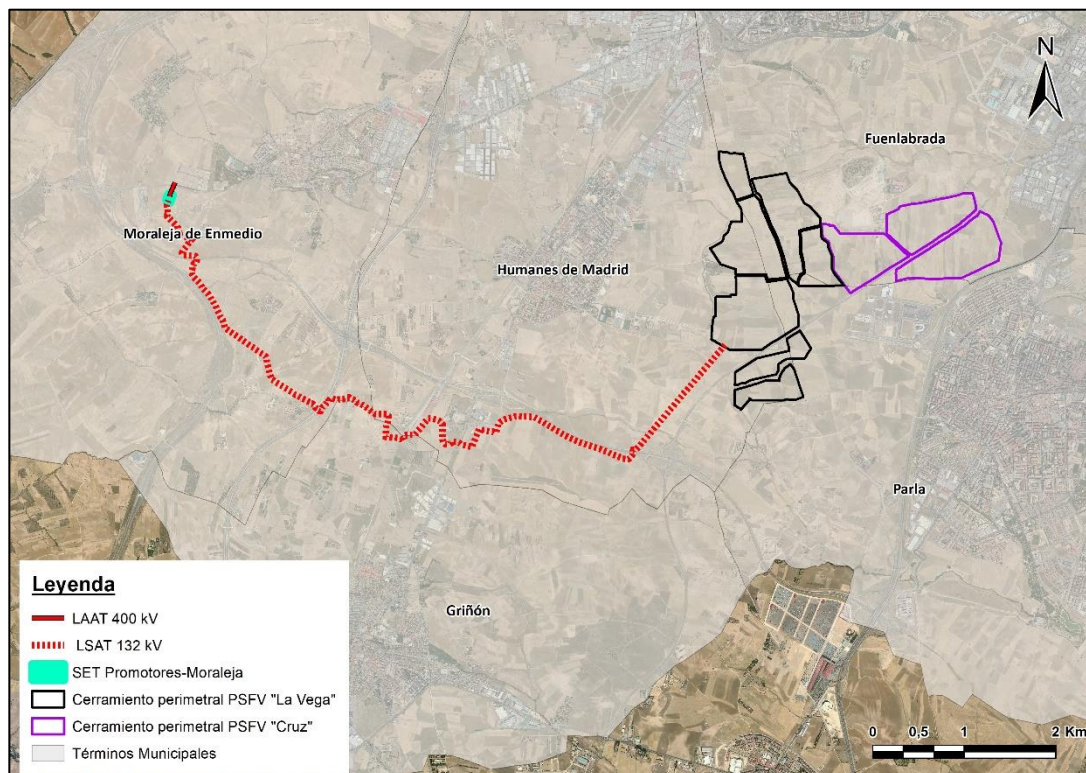 N
Fuenlabrada
Moraleja de Enmedio
Humanes de Madrid
Parla
Griñón
Leyenda
LAAT 400 kV
LSAT 132 kV
SET Promotores-Moraleja
Cerramiento perimetral PSFV "La Vega"
Cerramiento perimetral PSFV "Cruz"
Términos Municipales
0 0,5 1 2 Km